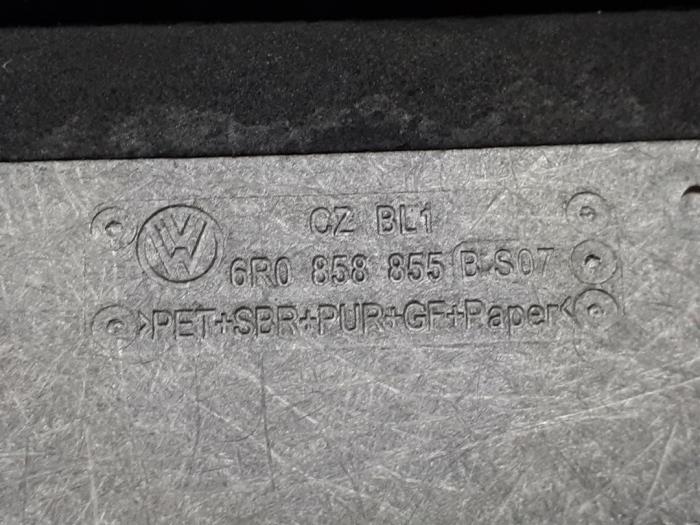 CZ BL1
6R0 858 855 B S07
>PET+SBR+PUR+GF+Paper<